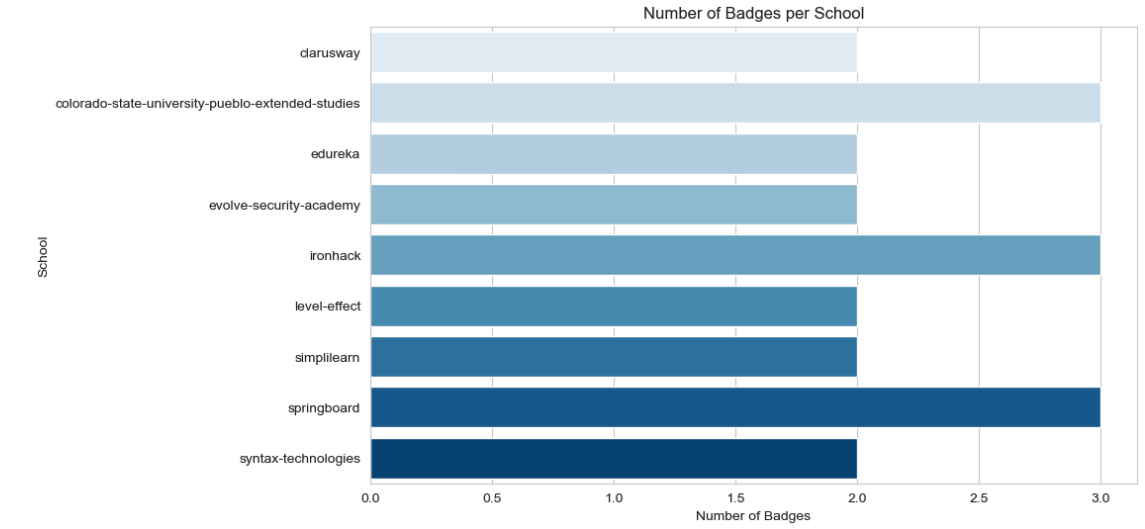 Number of Badges per School
clarusway
colorado-state-university-pueblo-extended-studies
edureka
evolve-security-academy
ironhack
level-effect
simplilearn
springboard
syntax-technologies
School
0.0 0.5 1.0 1.5 2.0 2.5 3.0
Number of Badges